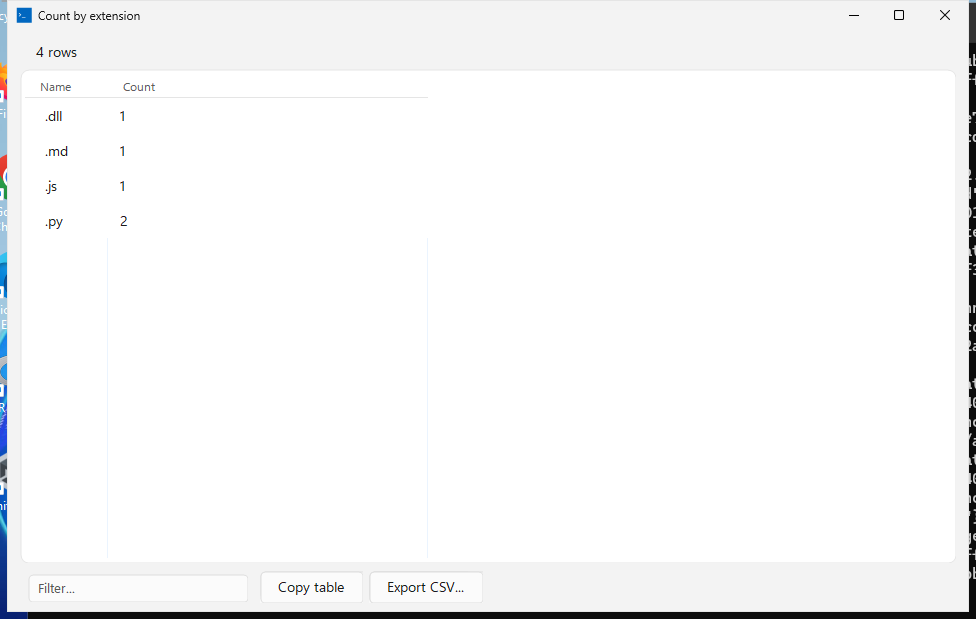 Count by extension
4 rows
Name Count
.dll 1
.md 1
.js 1
.py 2
Filter...
Copy table
Export CSV...